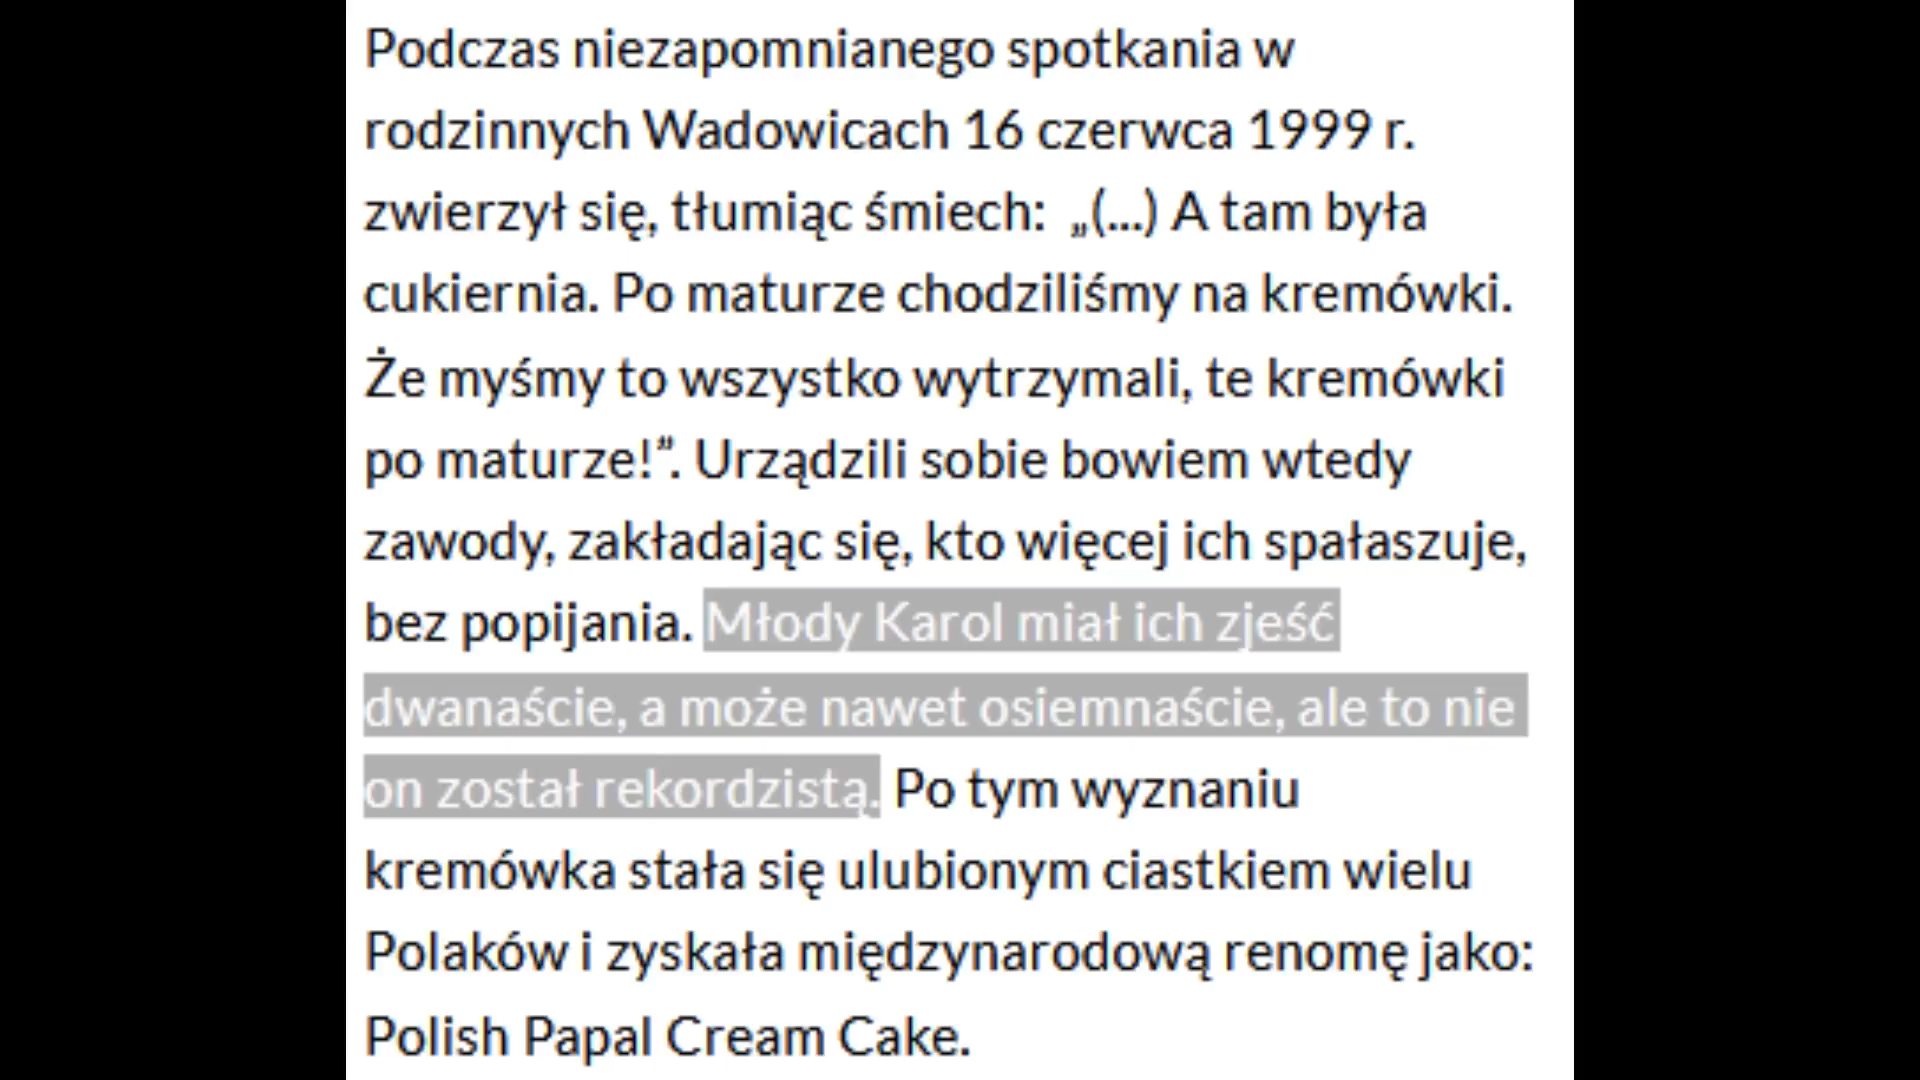 Podczas niezapomnianego spotkania w
rodzinnych Wadowicach 16 czerwca 1999 r.
zwierzył się, tłumiąc śmiech: „(...) A tam była
cukiernia. Po maturze chodziliśmy na kremówki.
Że myśmy to wszystko wytrzymali, te kremówki
po maturze!”. Urządzili sobie bowiem wtedy
zawody, zakładając się, kto więcej ich spałaszuje,
bez popijania. Młody Karol miał ich zjeść
dwanaście, a może nawet osiemnaście, ale to nie
on został rekordzistą. Po tym wyznaniu
kremówka stała się ulubionym ciastkiem wielu
Polaków i zyskała międzynarodową renomę jako:
Polish Papal Cream Cake.